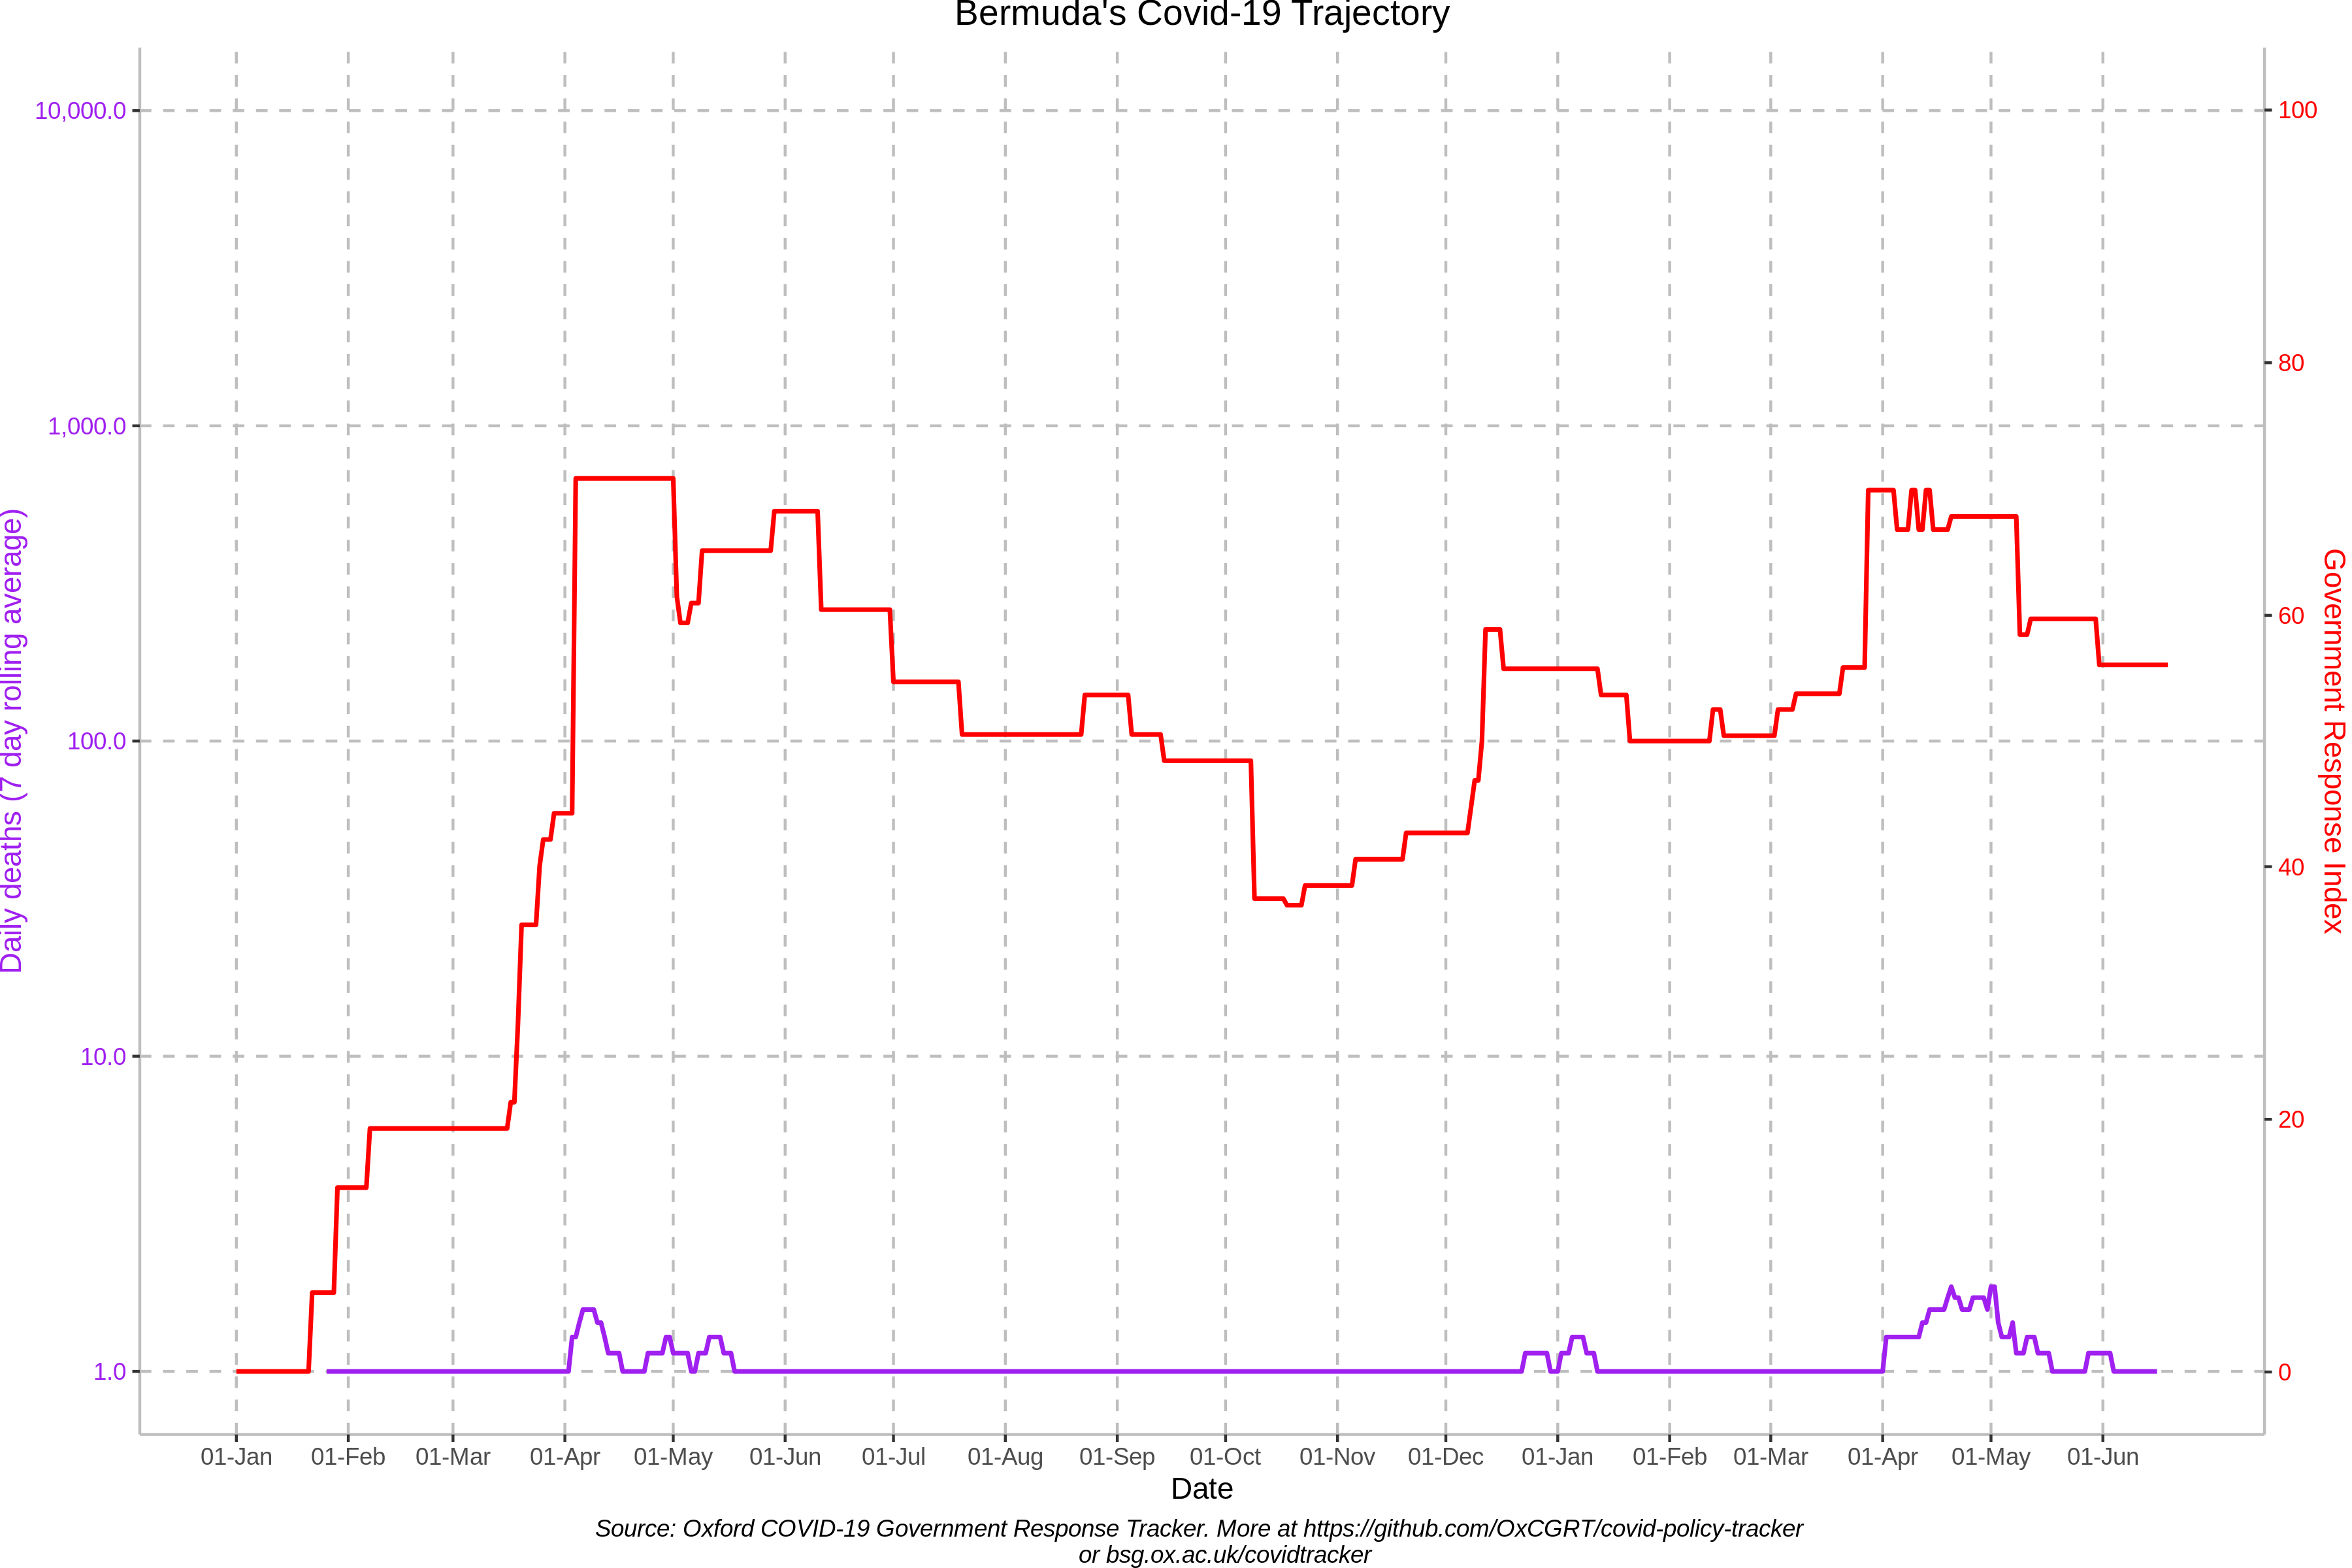 Bermuda's Covid-19 Trajectory
10,000.0
1,000.0
100.0
10.0
1.0
Daily deaths (7 day rolling average)
100
80
60
40
20
0
Government Response Index
01-Jan 01-Feb 01-Mar 01-Apr 01-May 01-Jun 01-Jul 01-Aug 01-Sep 01-Oct 01-Nov 01-Dec 01-Jan 01-Feb 01-Mar 01-Apr 01-May 01-Jun
Date
Source: Oxford COVID-19 Government Response Tracker. More at https://github.com/OxCGRT/covid-policy-tracker
or bsg.ox.ac.uk/covidtracker